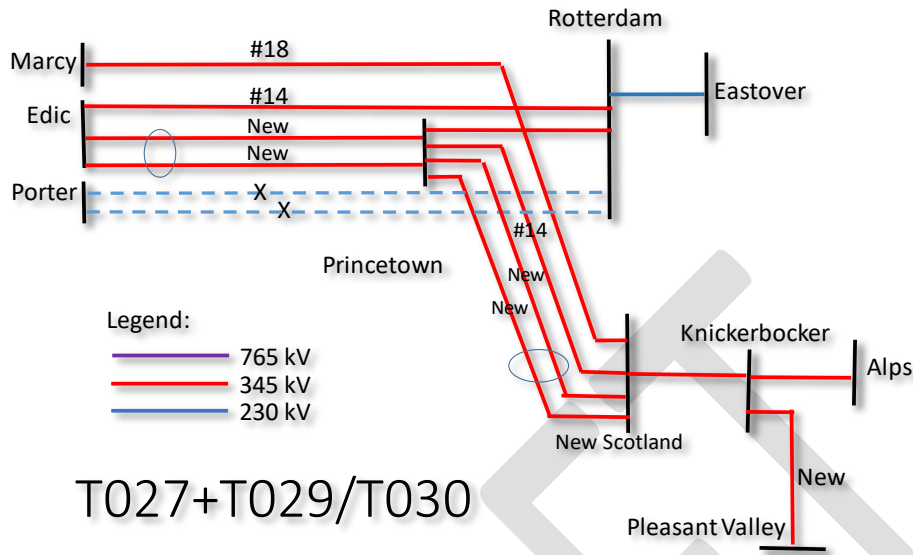 Rotterdam
Marcy
#18
Eastover
#14
Edic
New
New
Porter
X
X
#14
Princetown
New
New
Legend:
765 kV
345 kV
230 kV
Knickerbocker
Alps
New Scotland
New
Pleasant Valley
T027+T029/T030